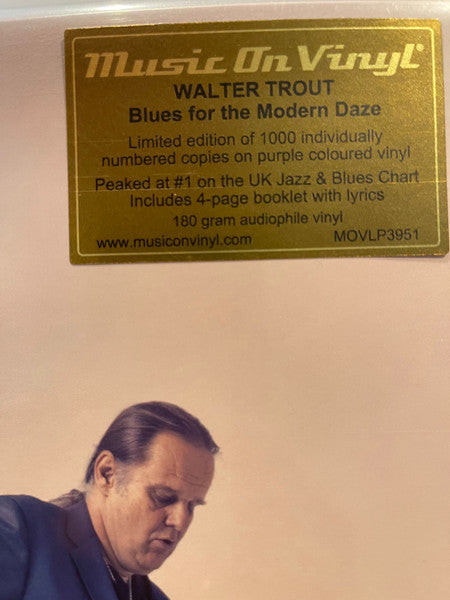 Music On Vinyl®
WALTER TROUT
Blues for the Modern Daze
Limited edition of 1000 individually
numbered copies on purple coloured vinyl
Peaked at #1 on the UK Jazz & Blues Chart
Includes 4-page booklet with lyrics
180 gram audiophile vinyl
www.musiconvinyl.com MOVLP3951